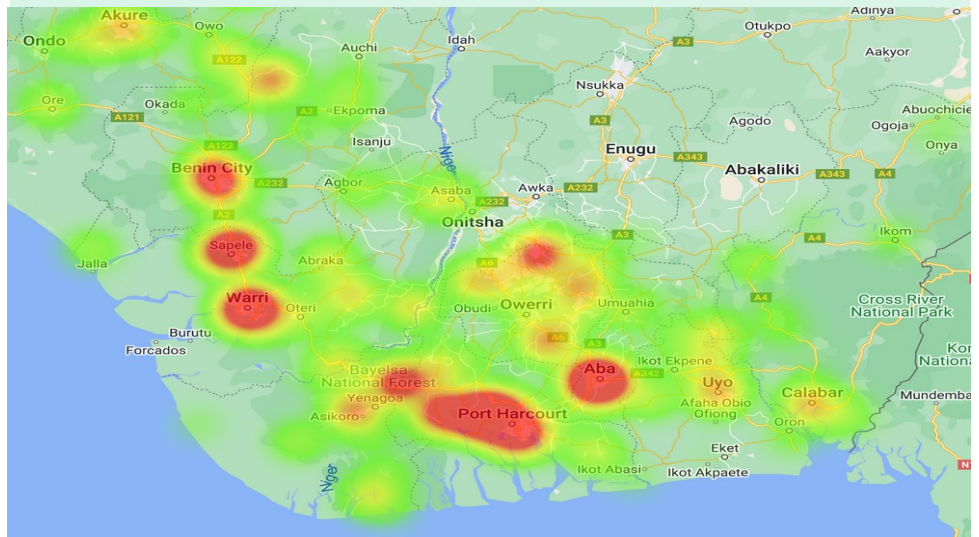 Akure
Owo
Adinya
Otukpo
Ondo
Auchi
Idah
A3
Aakyor
A122
Nsukka
Ore
Okada
A2
Ekpoma
A121
A3
Abuochicie
Agodo
Ogoja
A122
Isanju
Niger
Enugu
Onya
Benin City
A343
Abakaliki
A343
A4
A232
Agbor
Asaba
Awka
A232
A232
Onitsha
A2
A3
Ikom
Sapele
A4
Jalla
Abraka
A6
A4
Warri
Oteri
Obudi
Owerri
Umuahia
Cross River
National Park
Burutu
Forcados
A6
A3
Ikot Ekpene
Kor
Nationa
Bayelsa
National Forest
Aba
A342
Uyo
Yenagoa
Asikoro
Port Harcourt
Afaha Obio
Ofiong
Calabar
Mundemba
Oron
Eket
Niger
Ikot Abasi
Ikot Akpaete
N